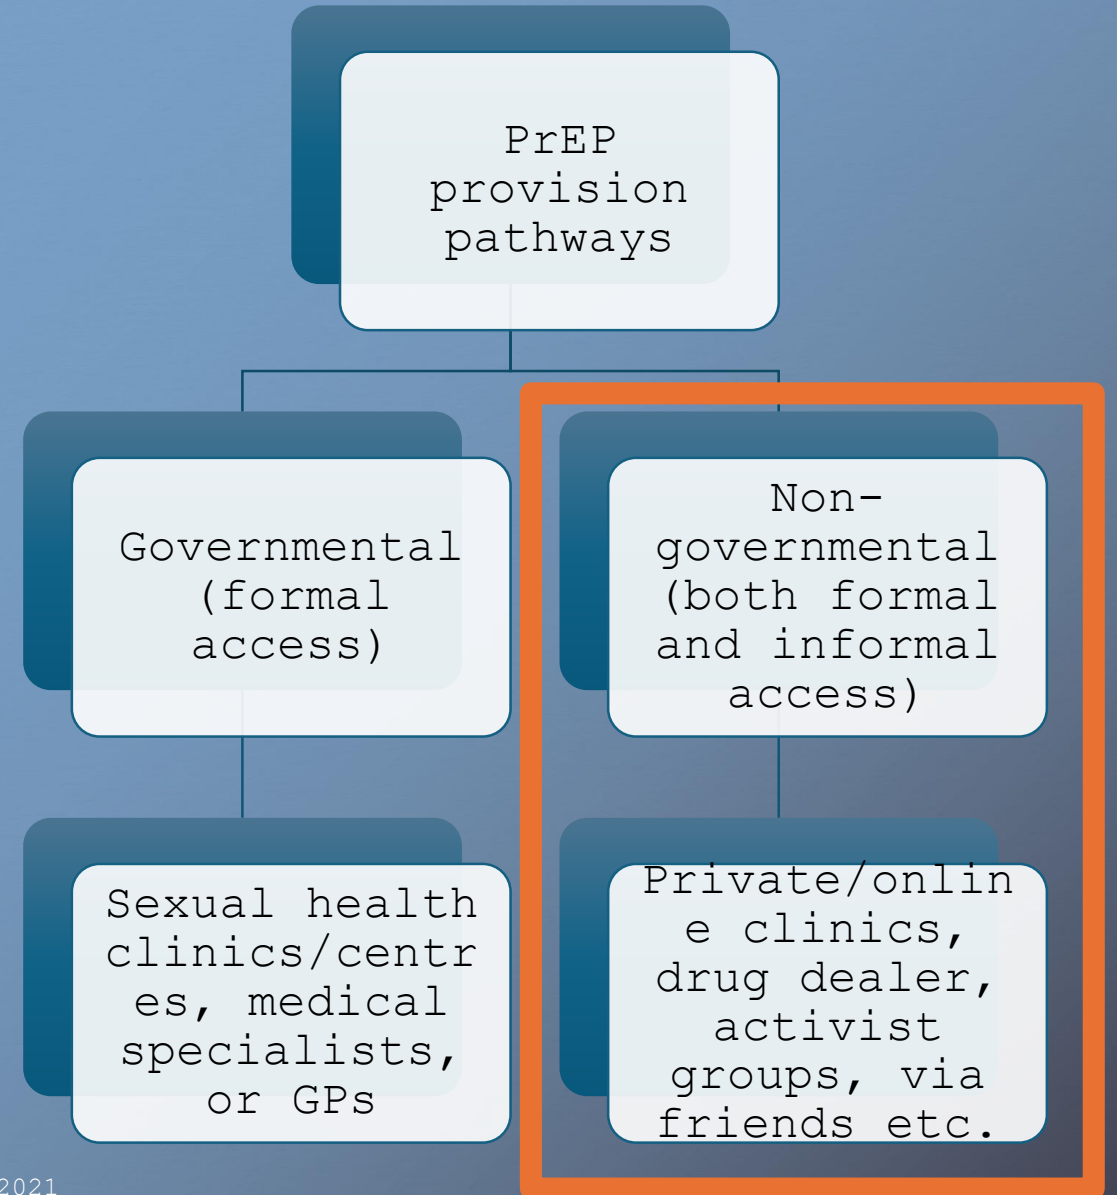 PrEP
provision
pathways
Governmental
(formal
access)
Non-
governmental
(both formal
and informal
access)
Sexual health
clinics/centr
es, medical
specialists,
or GPs
Private/onlin
e clinics,
drug dealer,
activist
groups, via
friends etc.
2021